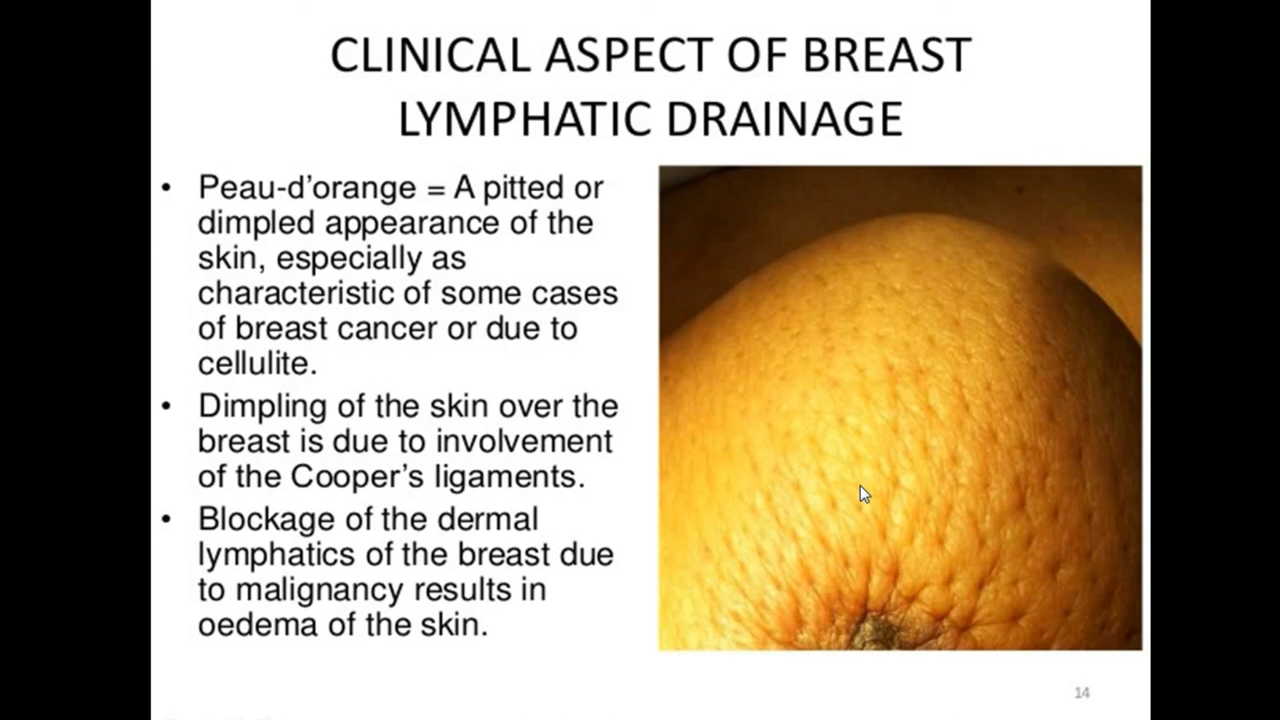 CLINICAL ASPECT OF BREAST
LYMPHATIC DRAINAGE
• Peau-d’orange = A pitted or
dimpled appearance of the
skin, especially as
characteristic of some cases
of breast cancer or due to
cellulite.
• Dimpling of the skin over the
breast is due to involvement
of the Cooper’s ligaments.
• Blockage of the dermal
lymphatics of the breast due
to malignancy results in
oedema of the skin.
14